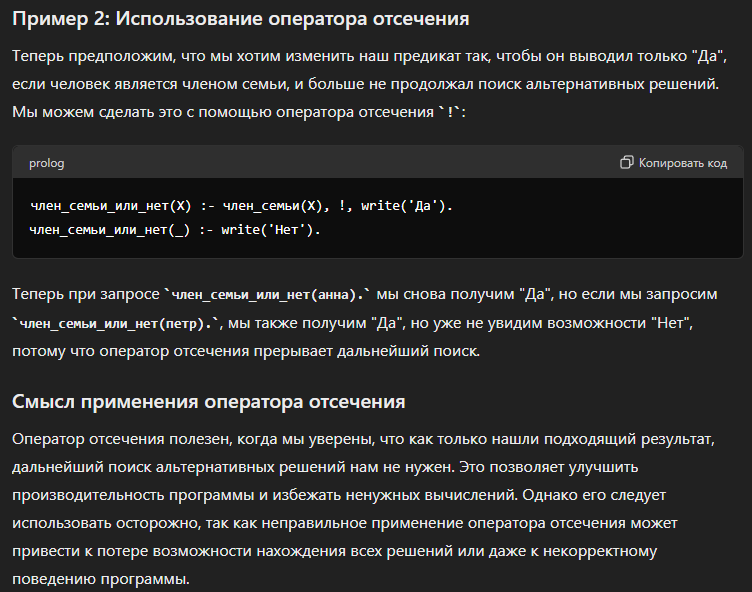 Пример 2: Использование оператора отсечения
Теперь предположим, что мы хотим изменить наш предикат так, чтобы он выводил только "Да",
если человек является членом семьи, и больше не продолжал поиск альтернативных решений.
Мы можем сделать это с помощью оператора отсечения `!`:
prolog
Копировать код
член_семьи_или_нет(X) :- член_семьи(X), !, write('Да').
член_семьи_или_нет(_) :- write('Нет').
Теперь при запросе `член_семьи_или_нет(анна).` мы снова получим "Да", но если мы запросим
`член_семьи_или_нет(петр).`, мы также получим "Да", но уже не увидим возможности "Нет",
потому что оператор отсечения прерывает дальнейший поиск.
Смысл применения оператора отсечения
Оператор отсечения полезен, когда мы уверены, что как только нашли подходящий результат,
дальнейший поиск альтернативных решений нам не нужен. Это позволяет улучшить
производительность программы и избежать ненужных вычислений. Однако его следует
использовать осторожно, так как неправильное применение оператора отсечения может
привести к потере возможности нахождения всех решений или даже к некорректному
поведению программы.